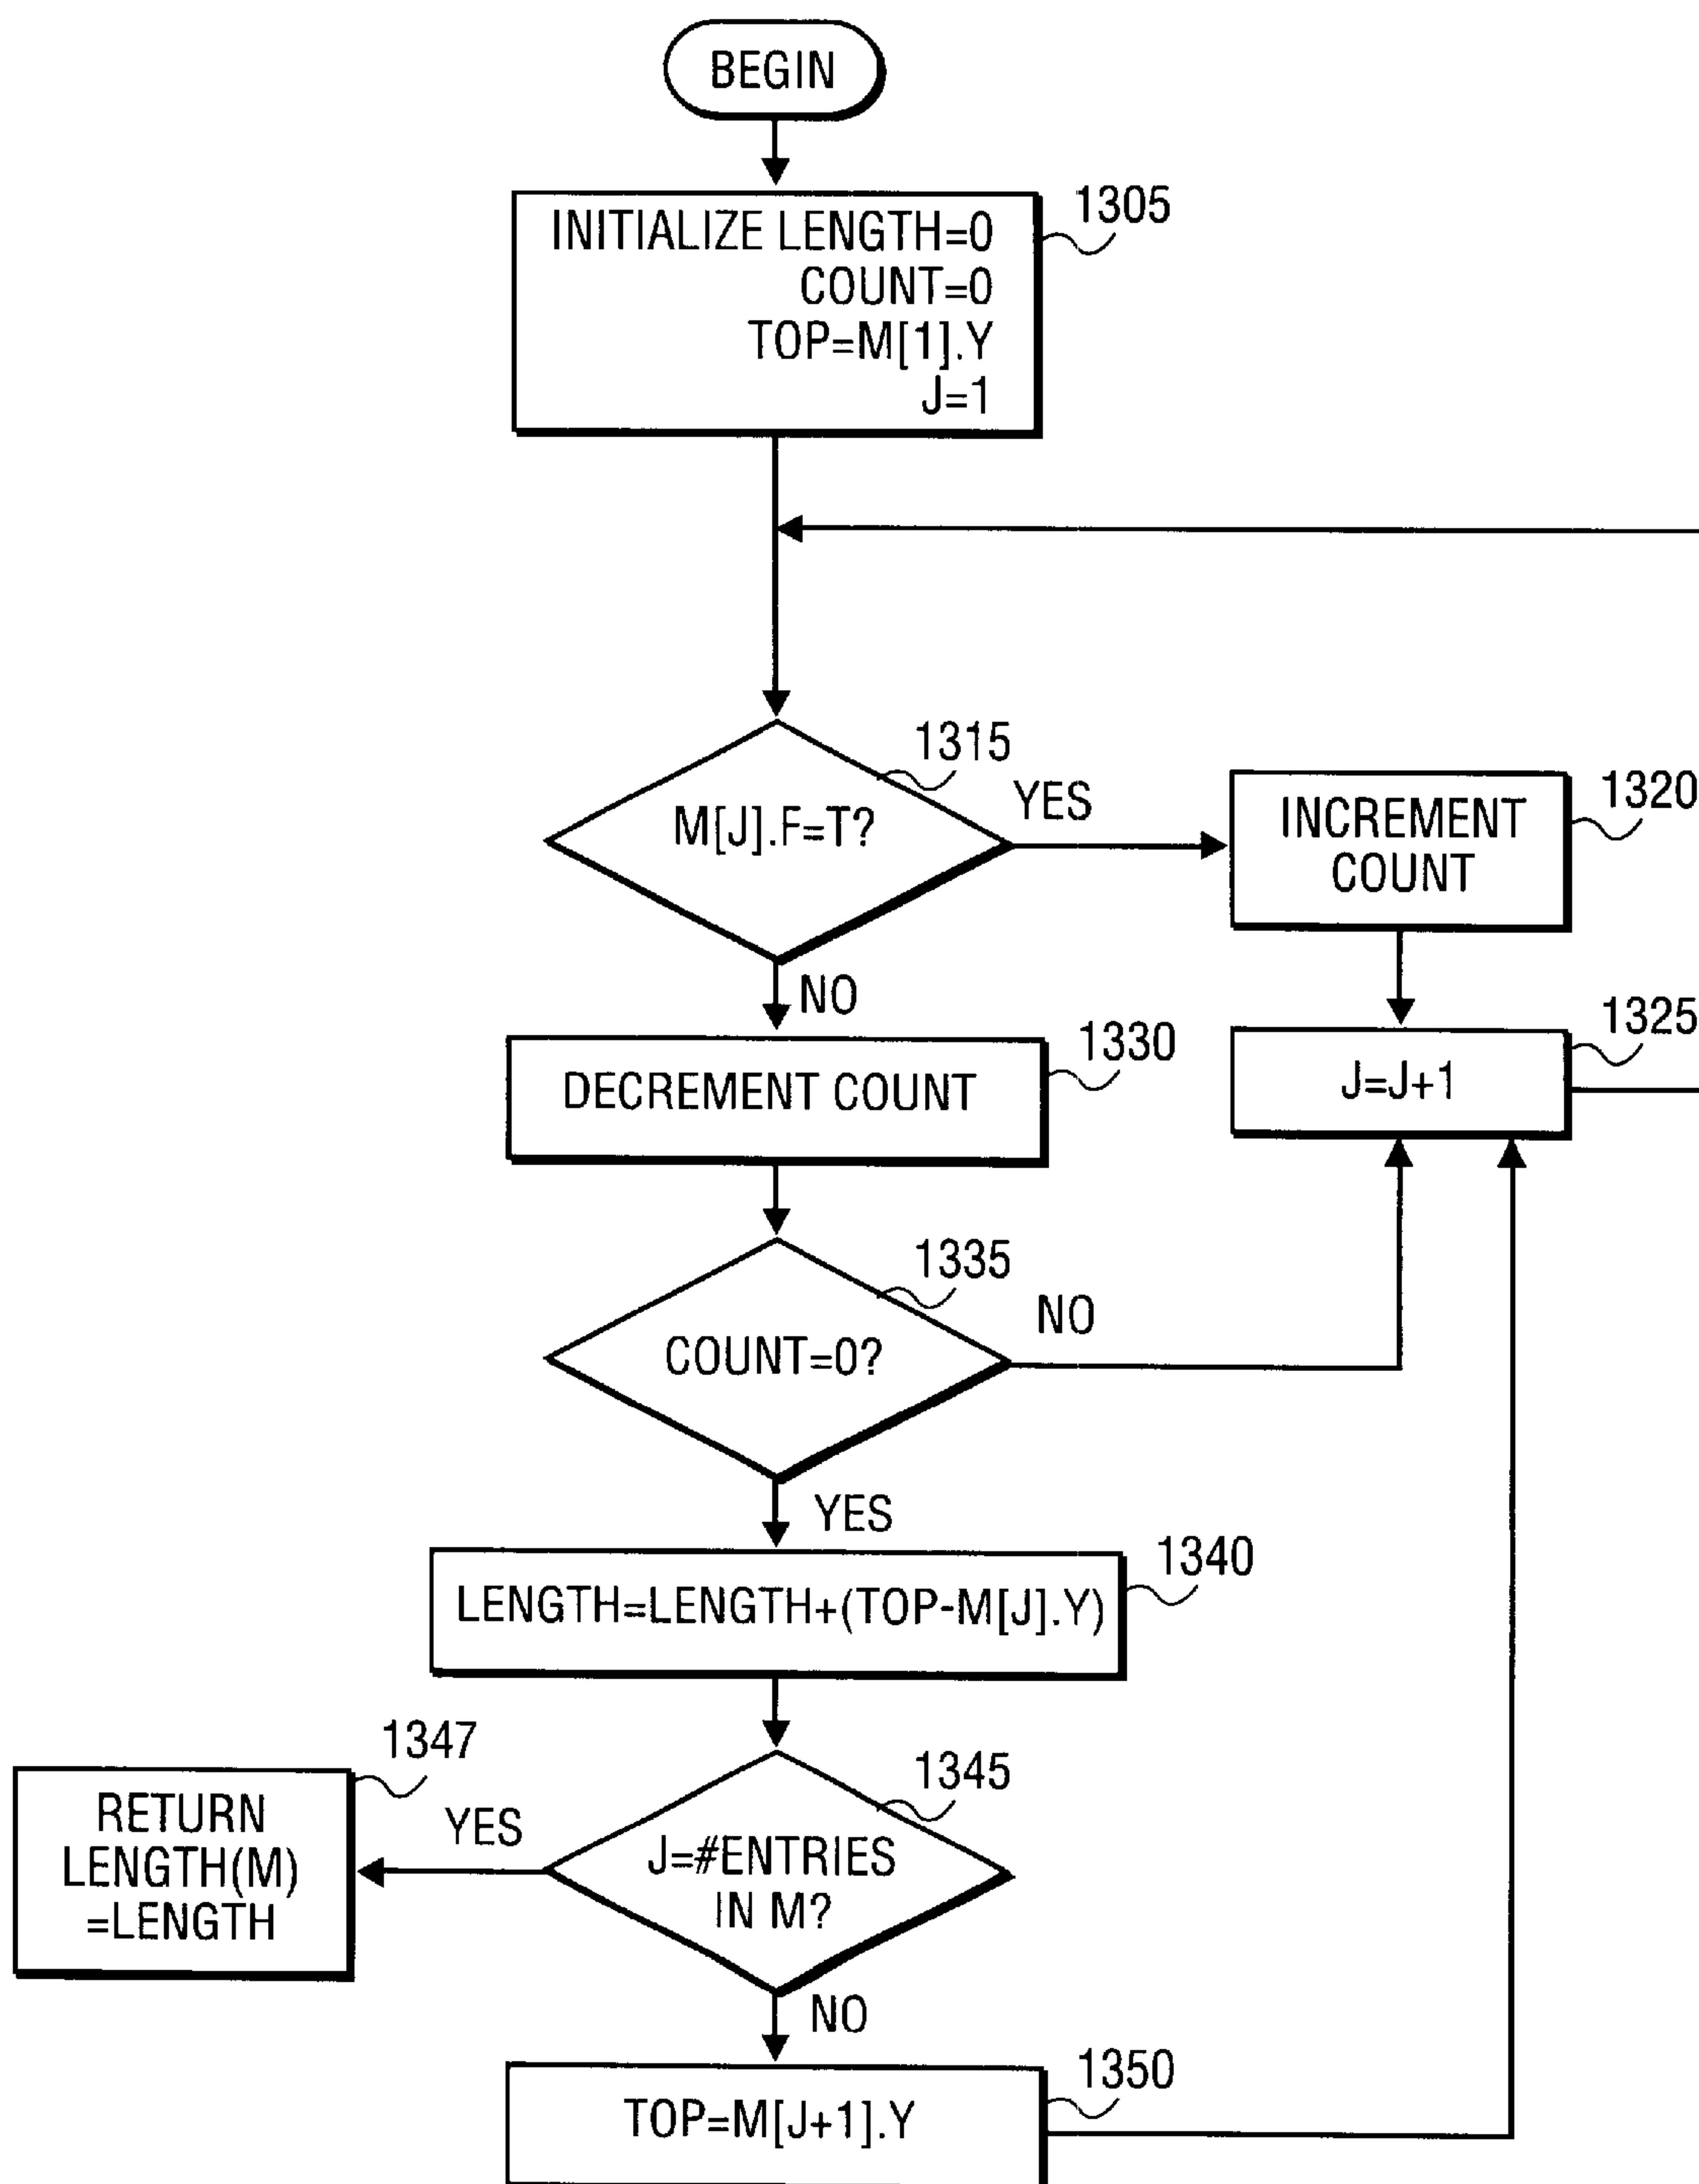 BEGIN
1305
INITIALIZE LENGTH=0
COUNT=0
TOP=M[1].Y
J=1
1315
M[J].F=T?
YES
1320
INCREMENT
COUNT
NO
1325
J=J+1
1330
DECREMENT COUNT
1335
COUNT=0?
NO
YES
1340
LENGTH=LENGTH+(TOP-M[J].Y)
1347
RETURN
LENGTH(M)
=LENGTH
YES
1345
J=#ENTRIES
IN M?
NO
1350
TOP=M[J+1].Y